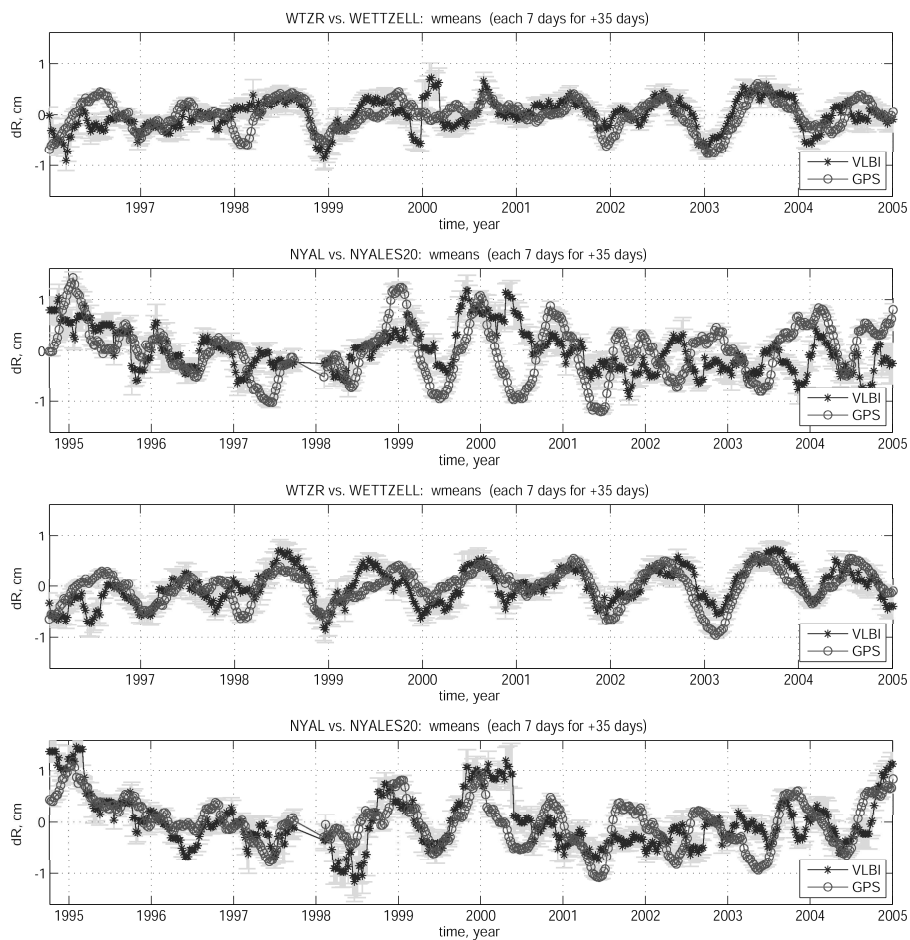 WTZR vs. WETTZELL: wmeans (each 7 days for +35 days)
1
0
-1
dR, cm
VLBI
GPS
1997 1998 1999 2000 2001 2002 2003 2004 2005
time, year
NYAL vs. NYALES20: wmeans (each 7 days for +35 days)
1
0
-1
dR, cm
VLBI
GPS
1995 1996 1997 1998 1999 2000 2001 2002 2003 2004 2005
time, year
WTZR vs. WETTZELL: wmeans (each 7 days for +35 days)
1
0
-1
dR, cm
VLBI
GPS
1997 1998 1999 2000 2001 2002 2003 2004 2005
time, year
NYAL vs. NYALES20: wmeans (each 7 days for +35 days)
1
0
-1
dR, cm
VLBI
GPS
1995 1996 1997 1998 1999 2000 2001 2002 2003 2004 2005
time, year